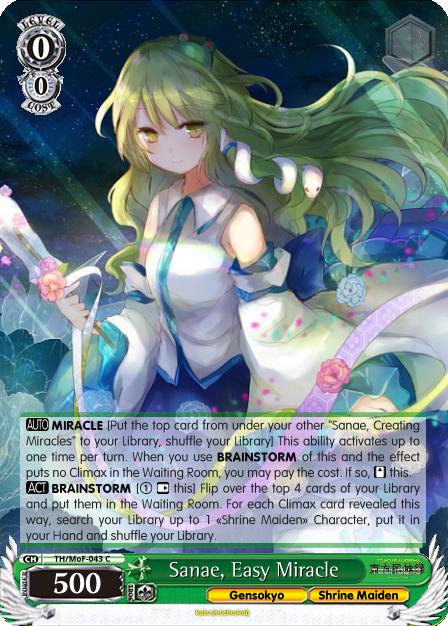 LEVEL
0
0
COST
AUTO MIRACLE [Put the top card from under your other "Sanae, Creating
Miracles" to your Library, shuffle your Library] This ability activates up to
one time per turn. When you use BRAINSTORM of this and the effect
puts no Climax in the Waiting Room, you may pay the cost. If so, this.
ACT BRAINSTORM [① this] Flip over the top 4 cards of your Library
and put them in the Waiting Room. For each Climax card revealed this
way, search your Library up to 1 «Shrine Maiden» Character, put it in
your Hand and shuffle your Library.
CH TH/MoF-043 C
POWER 500 SOUL
Sanae, Easy Miracle
Gensokyo Shrine Maiden